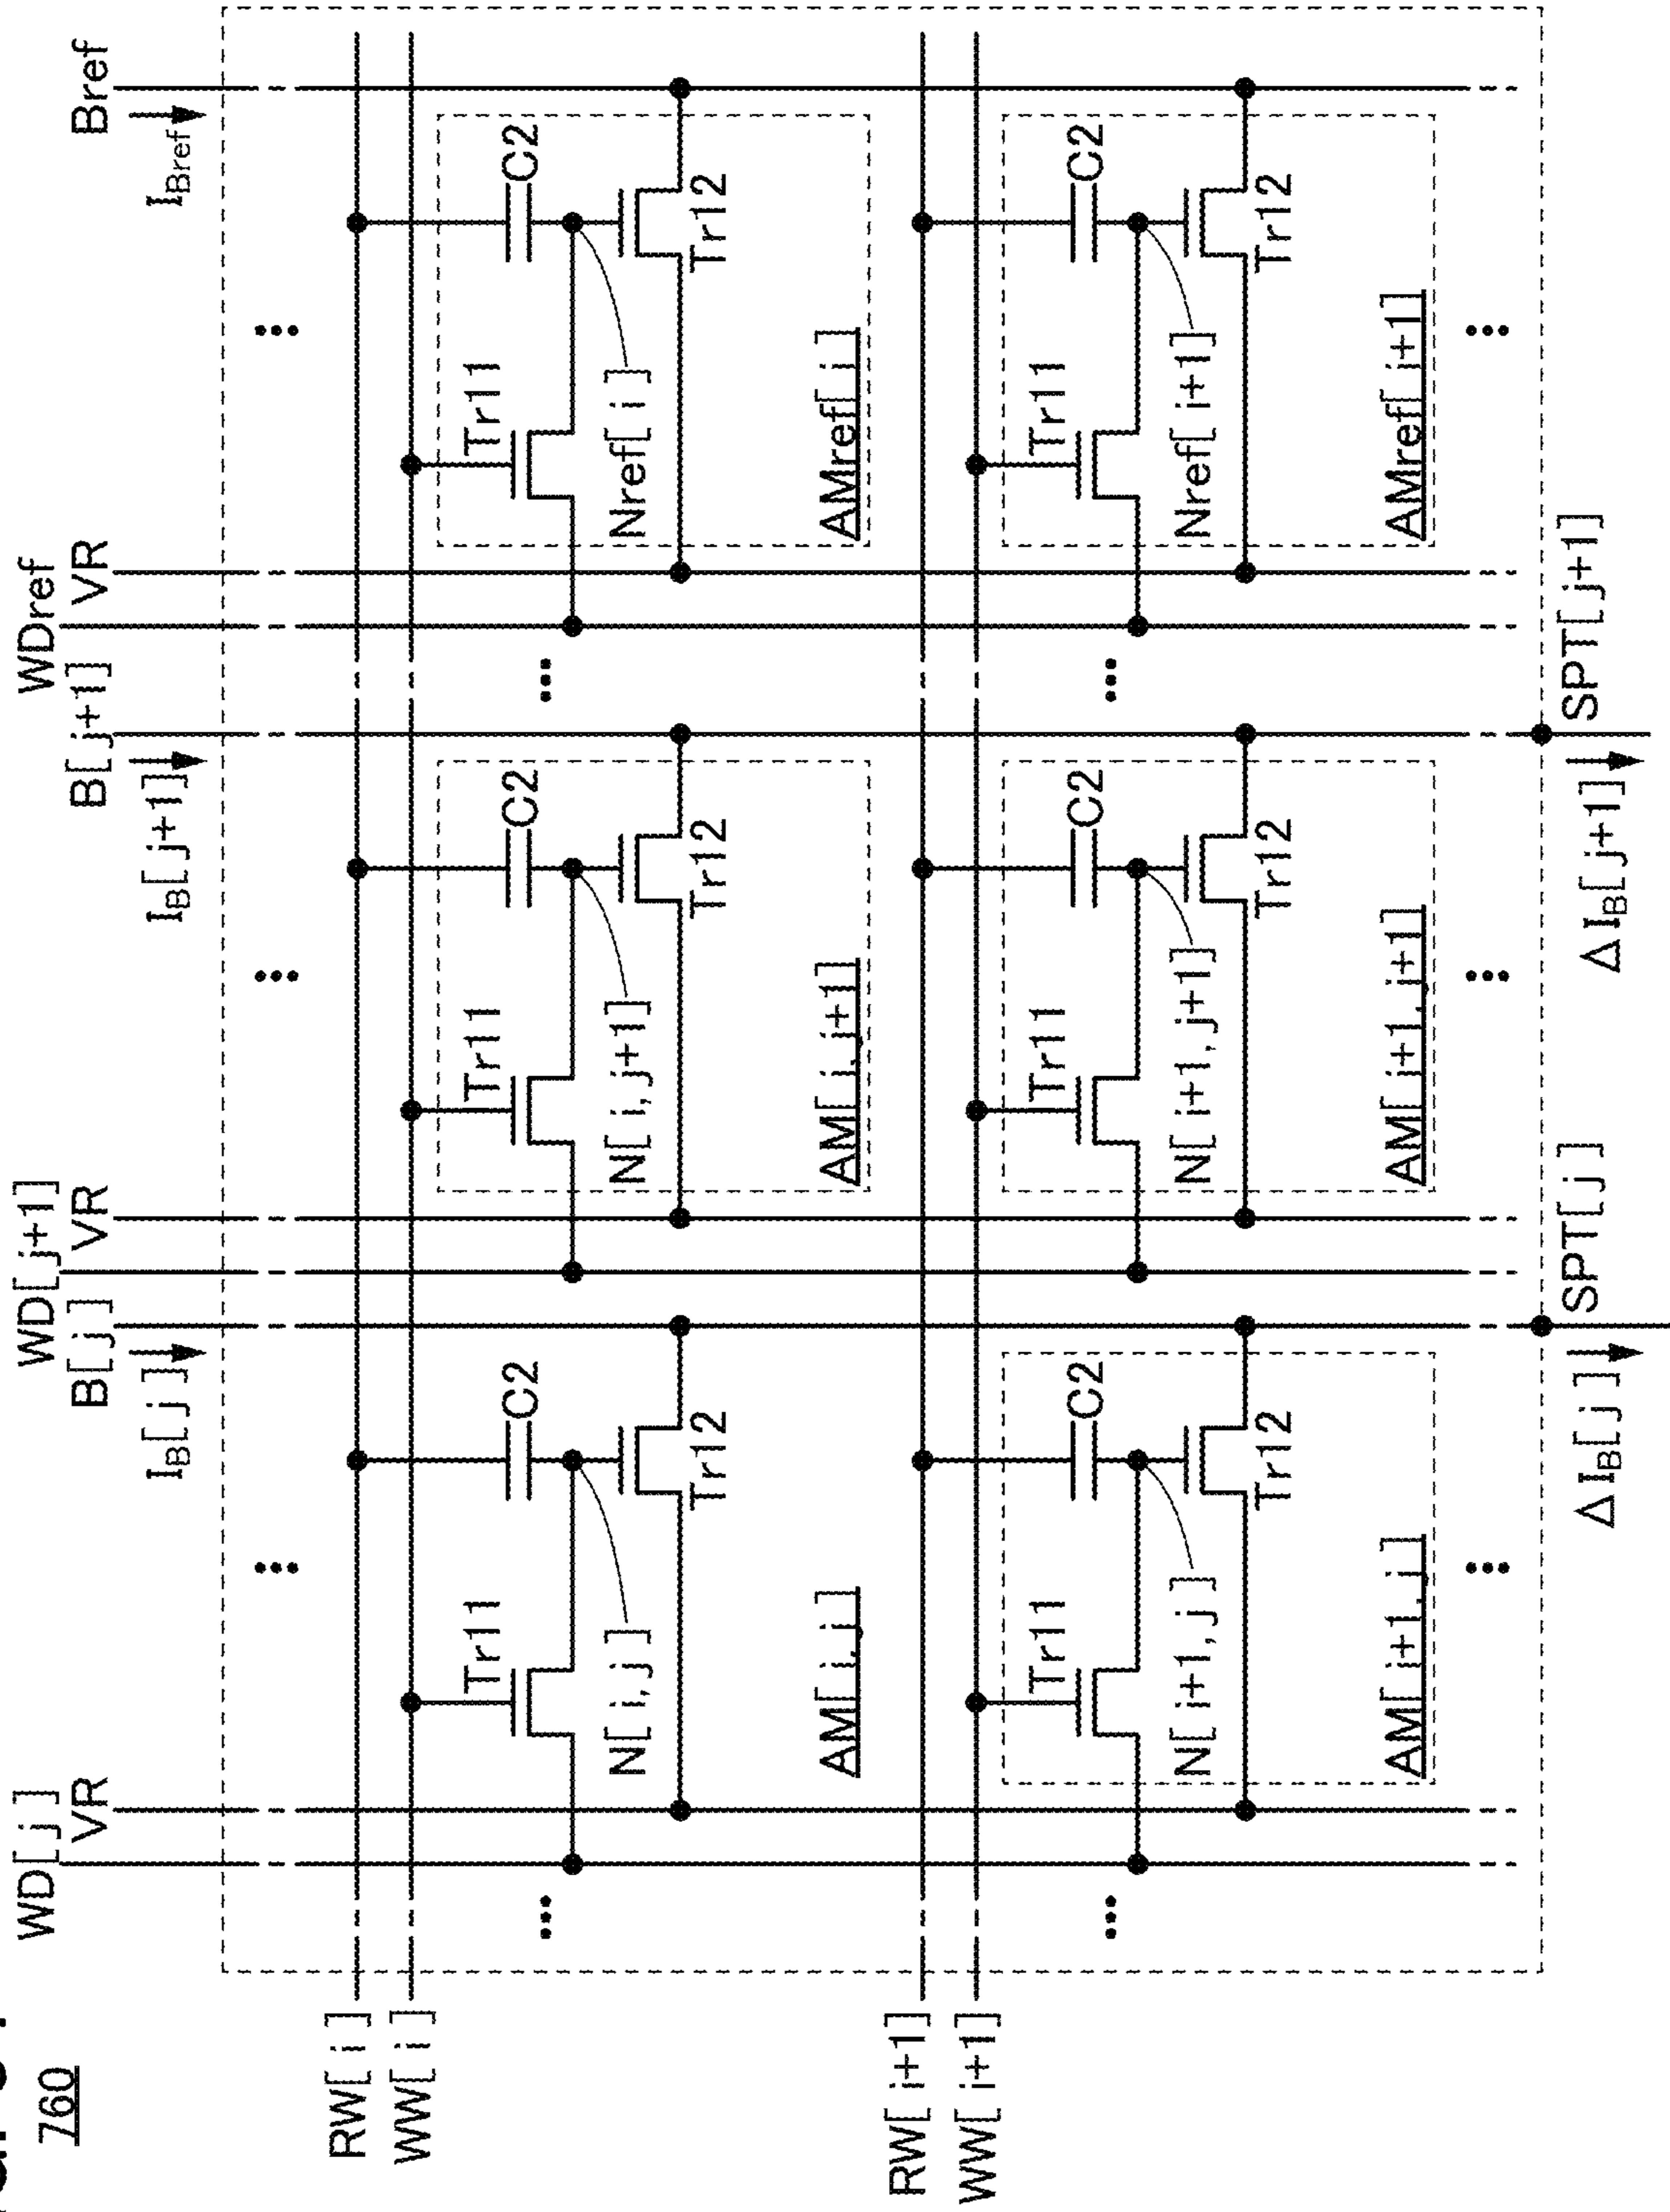 760
WD[j]
VR
WD[j+1]
B[j]
VR
WDref
B[j+1]
VR
Bref
I_B[j]
I_B[j+1]
I_Bref
RW[i]
WW[i]
Tr11
C2
Tr11
C2
Tr11
C2
N[i,j]
Tr12
N[i,j+1]
Tr12
Nref[i]
Tr12
AM[i,j]
AM[i,j+1]
AMref[i]
RW[i+1]
WW[i+1]
Tr11
C2
Tr11
C2
Tr11
C2
N[i+1,j]
Tr12
N[i+1,j+1]
Tr12
Nref[i+1]
Tr12
AM[i+1,j]
AM[i+1,j+1]
AMref[i+1]
SPT[j]
SPT[j+1]
ΔI_B[j]
ΔI_B[j+1]